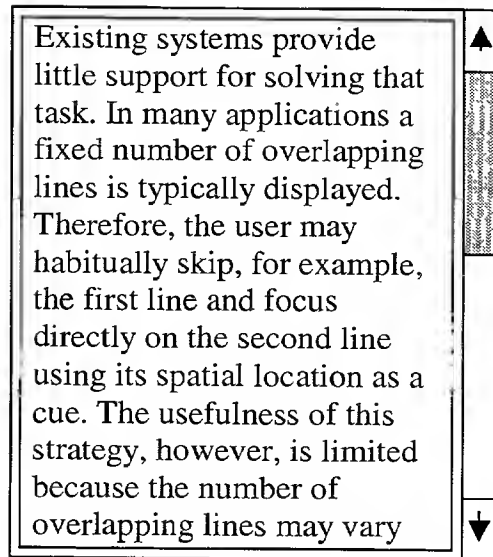 Existing systems provide
little support for solving that
task. In many applications a
fixed number of overlapping
lines is typically displayed.
Therefore, the user may
habitually skip, for example,
the first line and focus
directly on the second line
using its spatial location as a
cue. The usefulness of this
strategy, however, is limited
because the number of
overlapping lines may vary